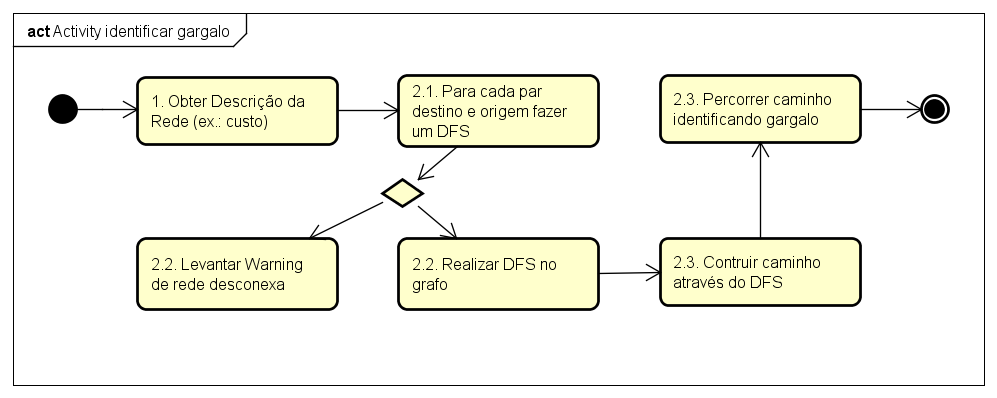 act Activity identificar gargalo
1. Obter Descrição da
Rede (ex.: custo)
2.1. Para cada par
destino e origem fazer
um DFS
2.3. Percorrer caminho
identificando gargalo
2.2. Levantar Warning
de rede desconexa
2.2. Realizar DFS no
grafo
2.3. Contruir caminho
através do DFS